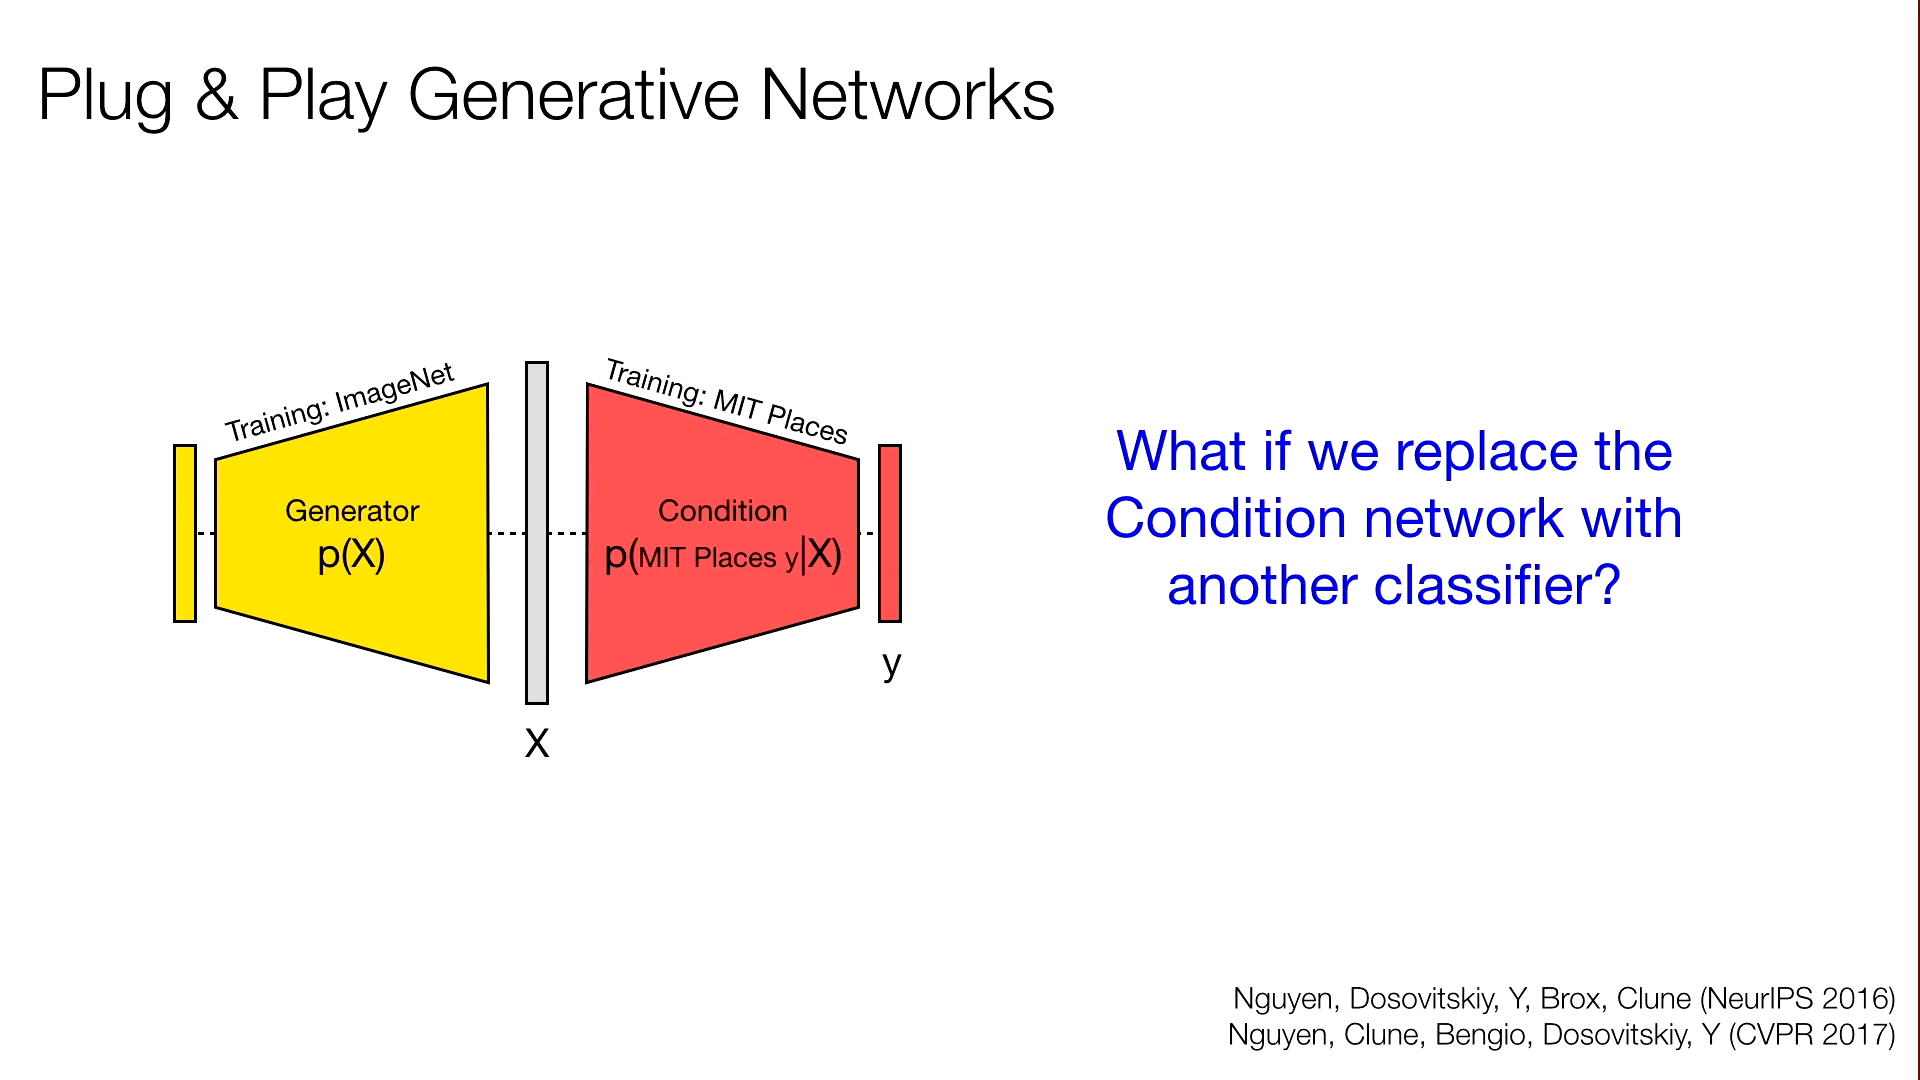 Plug & Play Generative Networks
Training: ImageNet
Generator
p(X)
X
Training: MIT Places
Condition
p(MIT Places y|X)
y
What if we replace the
Condition network with
another classifier?
Nguyen, Dosovitskiy, Y, Brox, Clune (NeurIPS 2016)
Nguyen, Clune, Bengio, Dosovitskiy, Y (CVPR 2017)